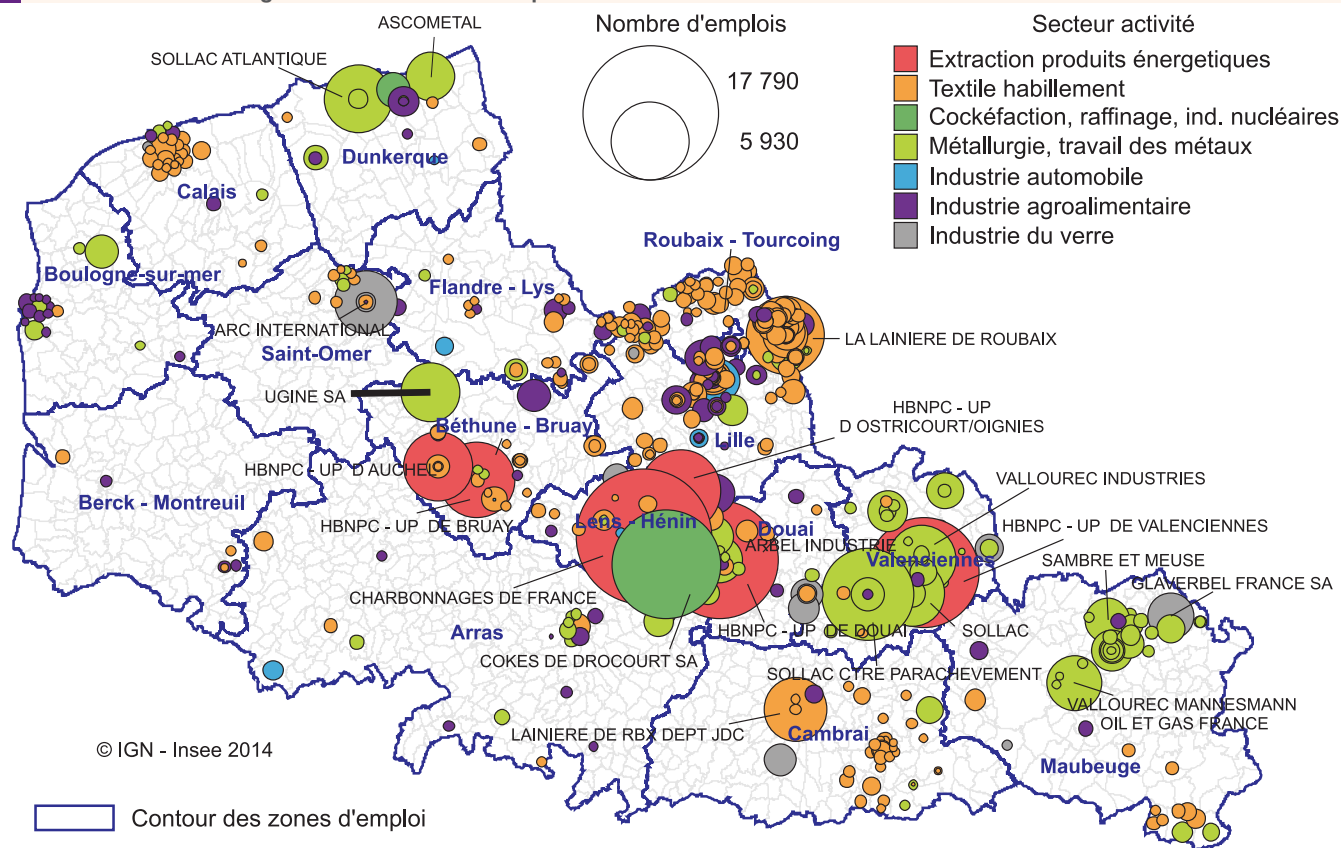 ASCOMETAL
SOLLAC ATLANTIQUE
Nombre d'emplois
17 790
5 930
Secteur activité
Extraction produits énergetiques
Textile habillement
Cockéfaction, raffinage, ind. nucléaires
Métallurgie, travail des métaux
Industrie automobile
Industrie agroalimentaire
Industrie du verre
Dunkerque
Calais
Roubaix - Tourcoing
Boulogne-sur-mer
Flandre - Lys
ARC INTERNATIONAL
Saint-Omer
LA LAINIERE DE ROUBAIX
UGINE SA
HBNPC - UP
D OSTRICOURT/OIGNIES
Béthune - Bruay
Lille
HBNPC - UP D'AUCHEL
VALLOUREC INDUSTRIES
Berck - Montreuil
HBNPC - UP DE BRUAY
Lens - Hénin
Douai
HBNPC - UP DE VALENCIENNES
ARBEL INDUSTRIE
Valenciennes
SAMBRE ET MEUSE
GLAVERBEL FRANCE SA
CHARBONNAGES DE FRANCE
Arras
HBNPC - UP DE DOUAI
SOLLAC
COKES DE DROCOURT SA
SOLLAC CTRE PARACHEVEMENT
VALLOUREC MANNESMANN
OIL ET GAS FRANCE
LAINIERE DE RBX DEPT JDC
Cambrai
© IGN - Insee 2014
Maubeuge
Contour des zones d'emploi